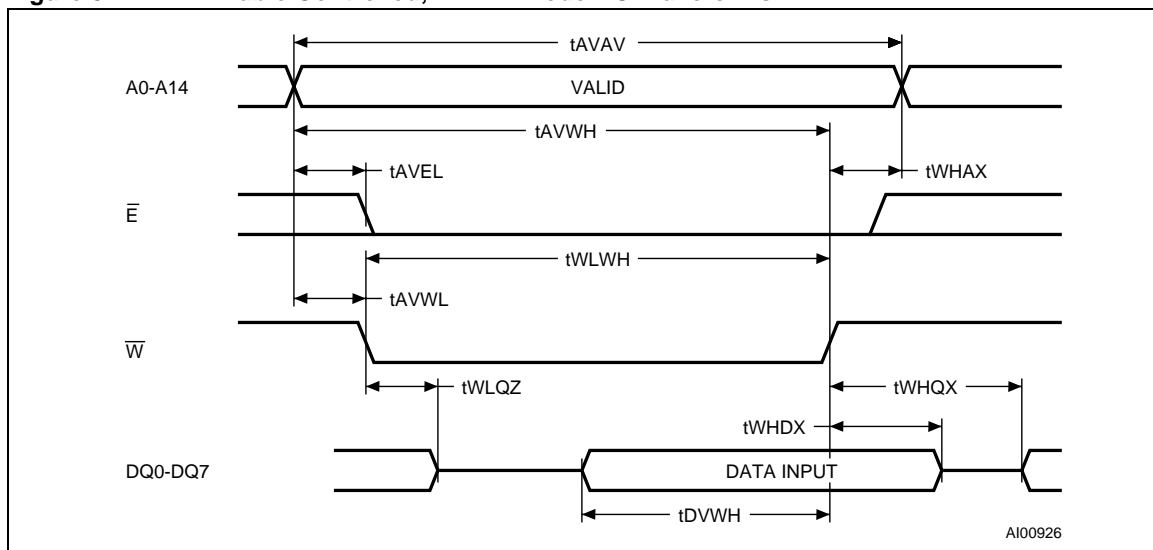 tAVAV
A0-A14
VALID
tAVWH
tAVEL
tWHAX
E̅
tWLWH
tAVWL
W̅
tWLQZ
tWHQX
tWHDX
DQ0-DQ7
DATA INPUT
tDVWH
AI00926